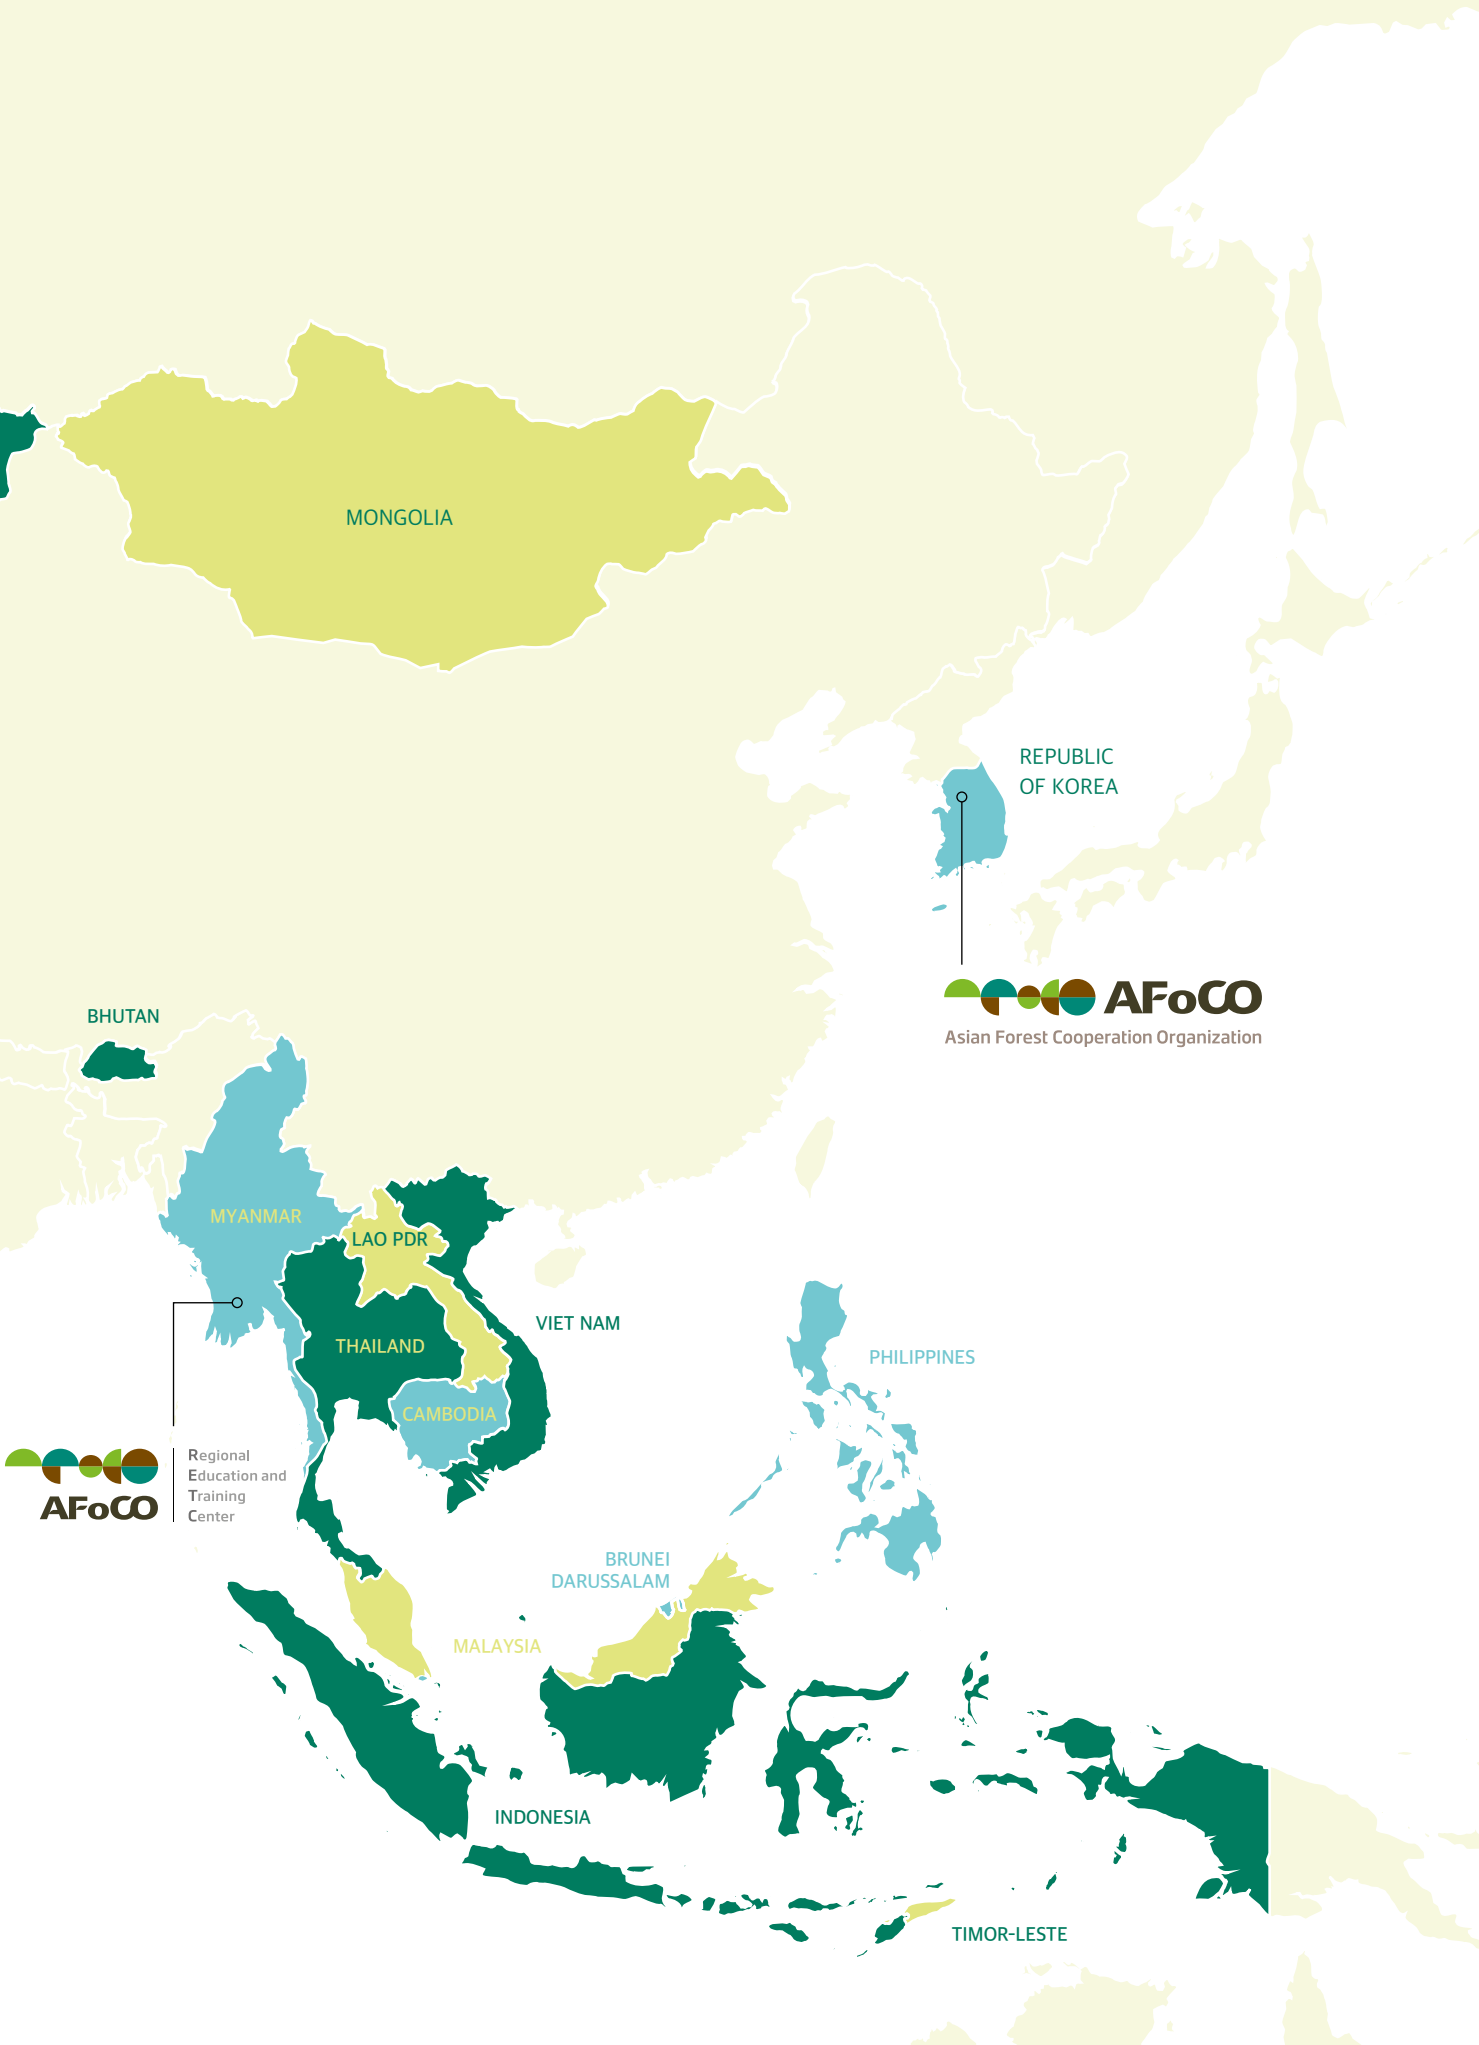 MONGOLIA
REPUBLIC
OF KOREA
AFoCO
Asian Forest Cooperation Organization
BHUTAN
MYANMAR
LAO PDR
VIET NAM
THAILAND
PHILIPPINES
CAMBODIA
AFoCO
Regional
Education and
Training
Center
BRUNEI
DARUSSALAM
MALAYSIA
INDONESIA
TIMOR-LESTE